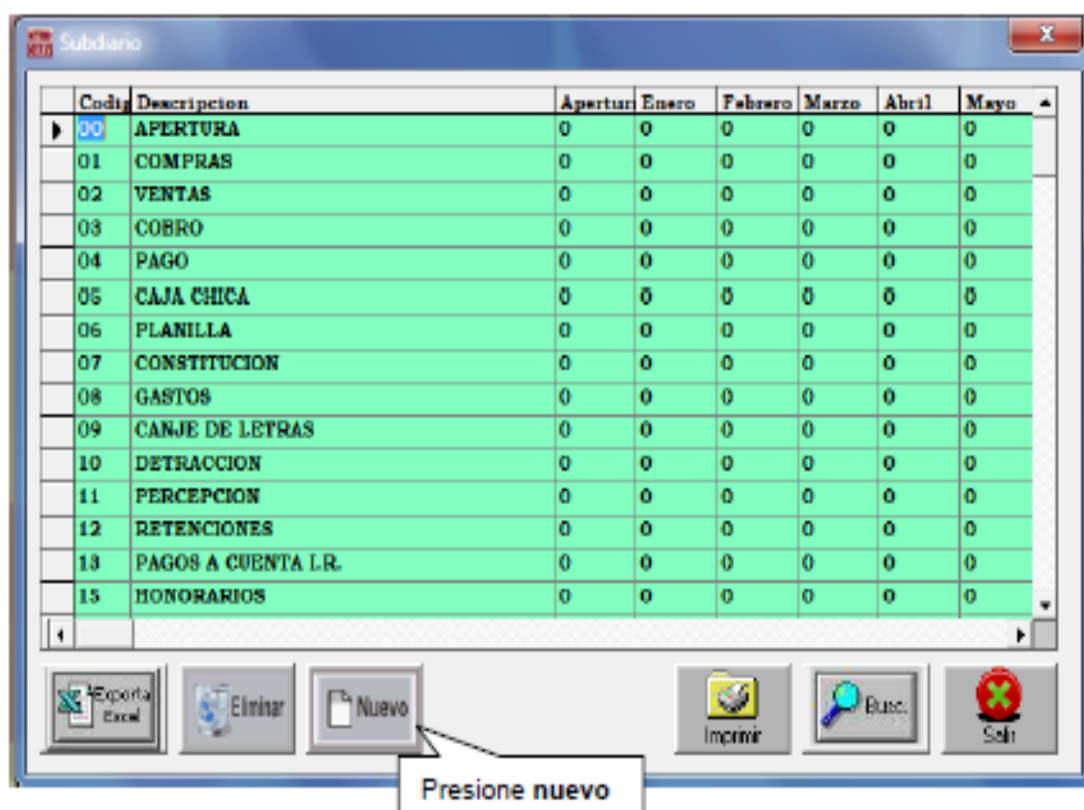 Subdiario
Codig Descripcion Apertur Enero Febrero Marzo Abril Mayo
00 APERTURA 0 0 0 0 0 0
01 COMPRAS 0 0 0 0 0 0
02 VENTAS 0 0 0 0 0 0
03 COBRO 0 0 0 0 0 0
04 PAGO 0 0 0 0 0 0
05 CAJA CHICA 0 0 0 0 0 0
06 PLANILLA 0 0 0 0 0 0
07 CONSTITUCION 0 0 0 0 0 0
08 GASTOS 0 0 0 0 0 0
09 CANJE DE LETRAS 0 0 0 0 0 0
10 DETRACCION 0 0 0 0 0 0
11 PERCEPCION 0 0 0 0 0 0
12 RETENCIONES 0 0 0 0 0 0
13 PAGOS A CUENTA I.R. 0 0 0 0 0 0
15 HONORARIOS 0 0 0 0 0 0
Exporta
Excel
Eliminar
Nuevo
Imprimir
Busc.
Salir
Presione nuevo